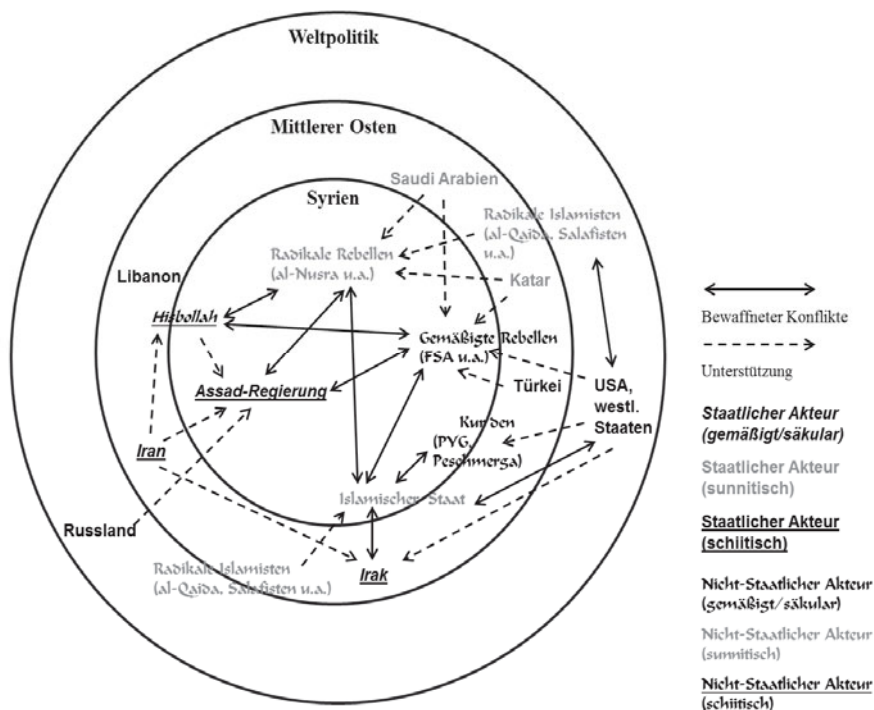 Weltpolitik
Mittlerer Osten
Syrien
Saudi Arabien
Radikale Islamisten
(al-Qaida, Salafisten
u.a.)
Radikale Rebellen
(al-Nusra u.a.)
Katar
Libanon
Hisbollah
Gemäßigte Rebellen
(FSA u.a.)
Assad-Regierung
Türkei
USA,
westl.
Staaten
Kurden
(PVG,
Peschmerga)
Iran
Islamischer Staat
Russland
Radikale Islamisten
(al-Qaida, Salafisten u.a.)
Irak
Bewaffneter Konflikte
Unterstützung
Staatlicher Akteur
(gemäßigt/säkular)
Staatlicher Akteur
(sunnitisch)
Staatlicher Akteur
(schiitisch)
Nicht-Staatlicher Akteur
(gemäßigt/säkular)
Nicht-Staatlicher Akteur
(sunnitisch)
Nicht-Staatlicher Akteur
(schiitisch)